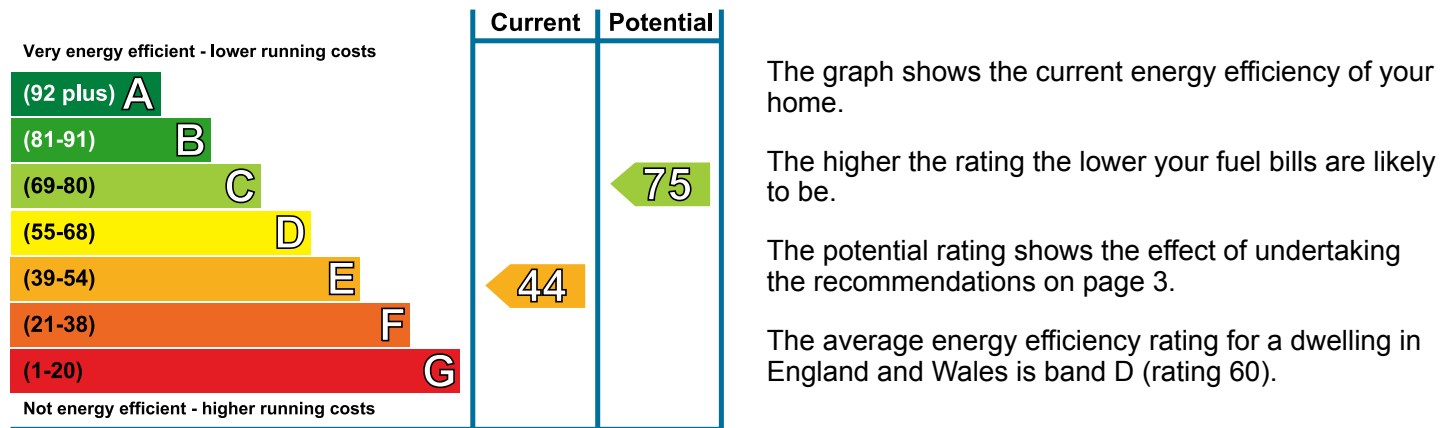 Current Potential
Very energy efficient - lower running costs
(92 plus) A
(81-91) B
(69-80) C
75
(55-68) D
(39-54) E
44
(21-38) F
(1-20) G
Not energy efficient - higher running costs
The graph shows the current energy efficiency of your
home.
The higher the rating the lower your fuel bills are likely
to be.
The potential rating shows the effect of undertaking
the recommendations on page 3.
The average energy efficiency rating for a dwelling in
England and Wales is band D (rating 60).